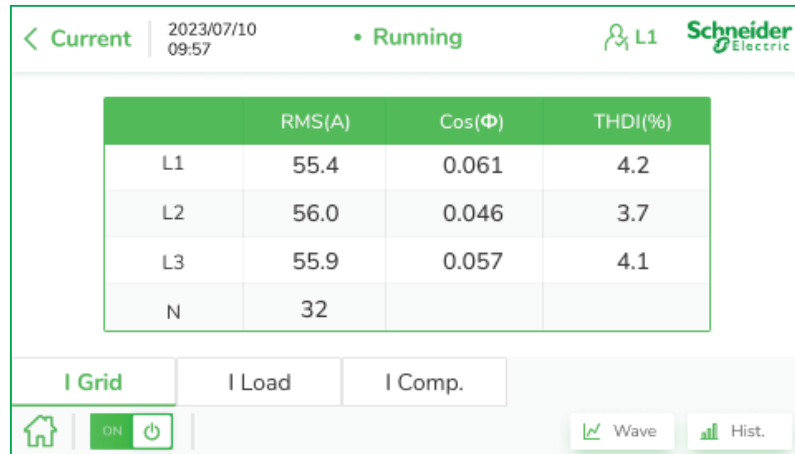 Current 2023/07/10 • Running L1 Schneider
09:57 Electric
RMS(A) Cos(Φ) THDI(%)
L1 55.4 0.061 4.2
L2 56.0 0.046 3.7
L3 55.9 0.057 4.1
N 32
I Grid I Load I Comp.
ON Wave Hist.